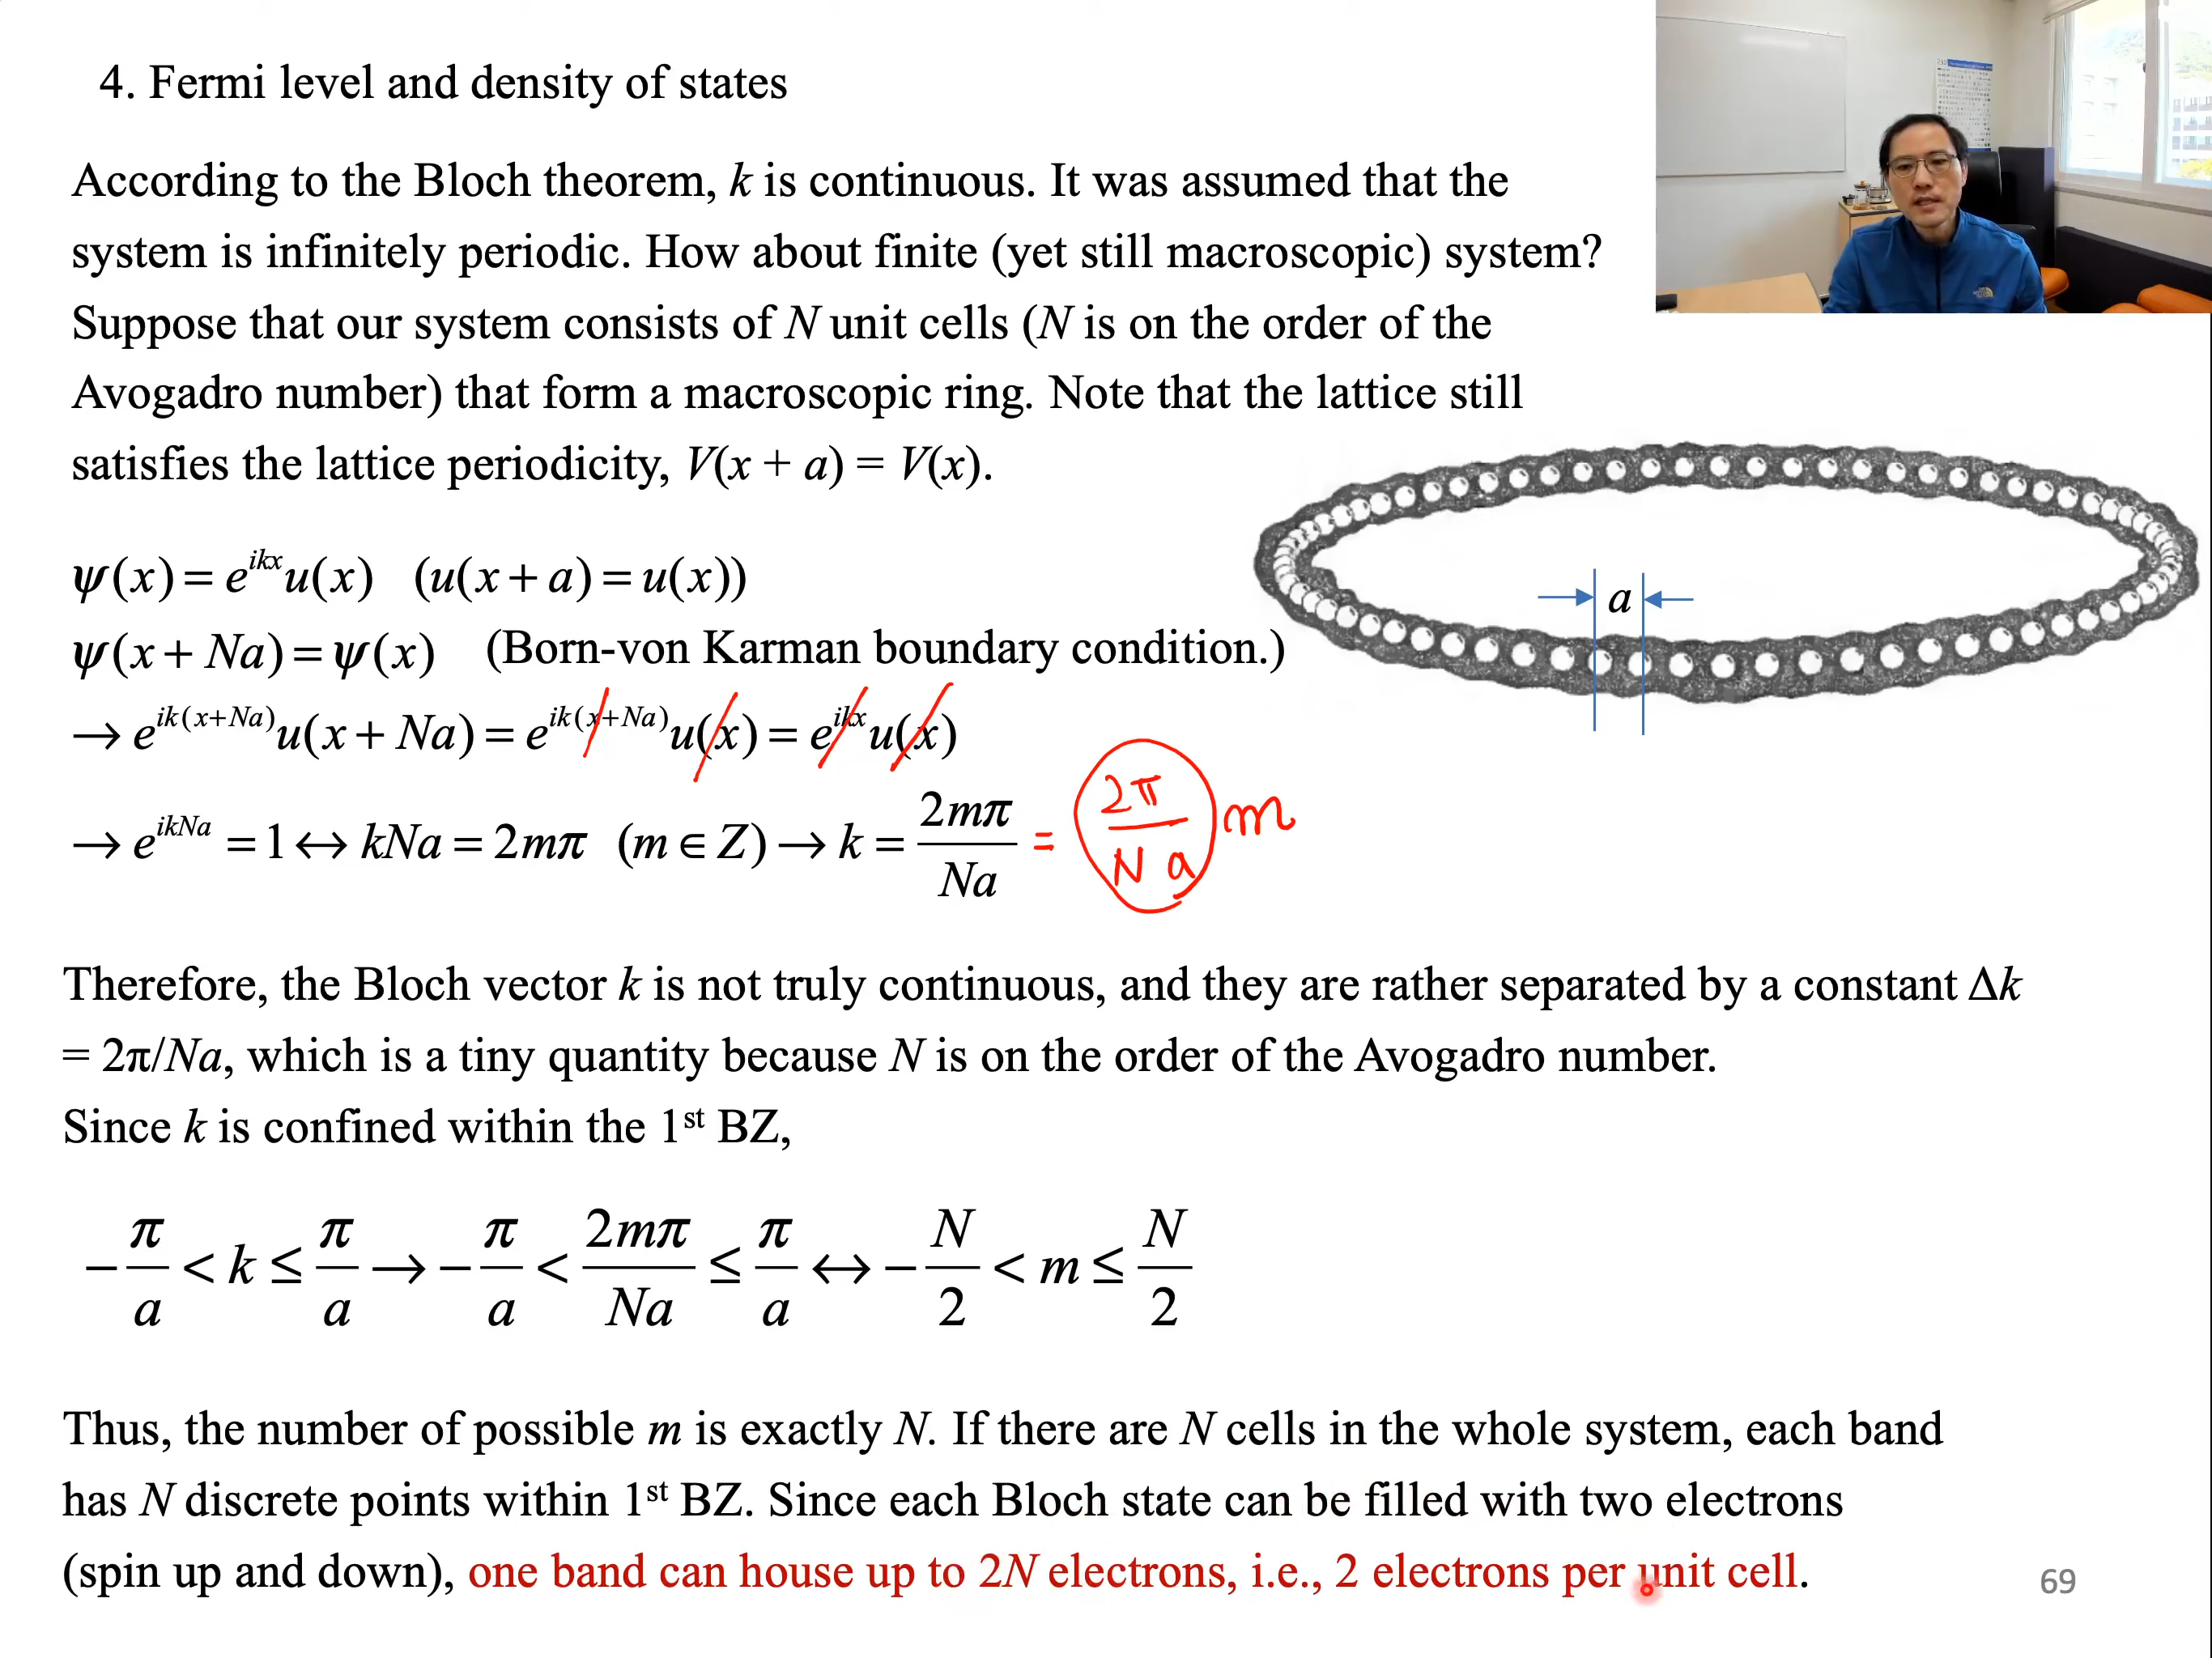 4. Fermi level and density of states
According to the Bloch theorem, k is continuous. It was assumed that the
system is infinitely periodic. How about finite (yet still macroscopic) system?
Suppose that our system consists of N unit cells (N is on the order of the
Avogadro number) that form a macroscopic ring. Note that the lattice still
satisfies the lattice periodicity, V(x + a) = V(x).
ψ(x) = e^{ikx}u(x)   (u(x + a) = u(x))
ψ(x + Na) = ψ(x)   (Born-von Karman boundary condition.)
a
→ e^{ik(x+Na)}u(x + Na) = e^{ik(x+Na)}u(x) = e^{ikx}u(x)
→ e^{ikNa} = 1 ↔ kNa = 2mπ  (m ∈ Z) → k = 2mπ/Na = 2π/Na m
Therefore, the Bloch vector k is not truly continuous, and they are rather separated by a constant Δk
= 2π/Na, which is a tiny quantity because N is on the order of the Avogadro number.
Since k is confined within the 1st BZ,
−π/a < k ≤ π/a → −π/a < 2mπ/Na ≤ π/a ↔ −N/2 < m ≤ N/2
Thus, the number of possible m is exactly N. If there are N cells in the whole system, each band
has N discrete points within 1st BZ. Since each Bloch state can be filled with two electrons
(spin up and down), one band can house up to 2N electrons, i.e., 2 electrons per unit cell.
69